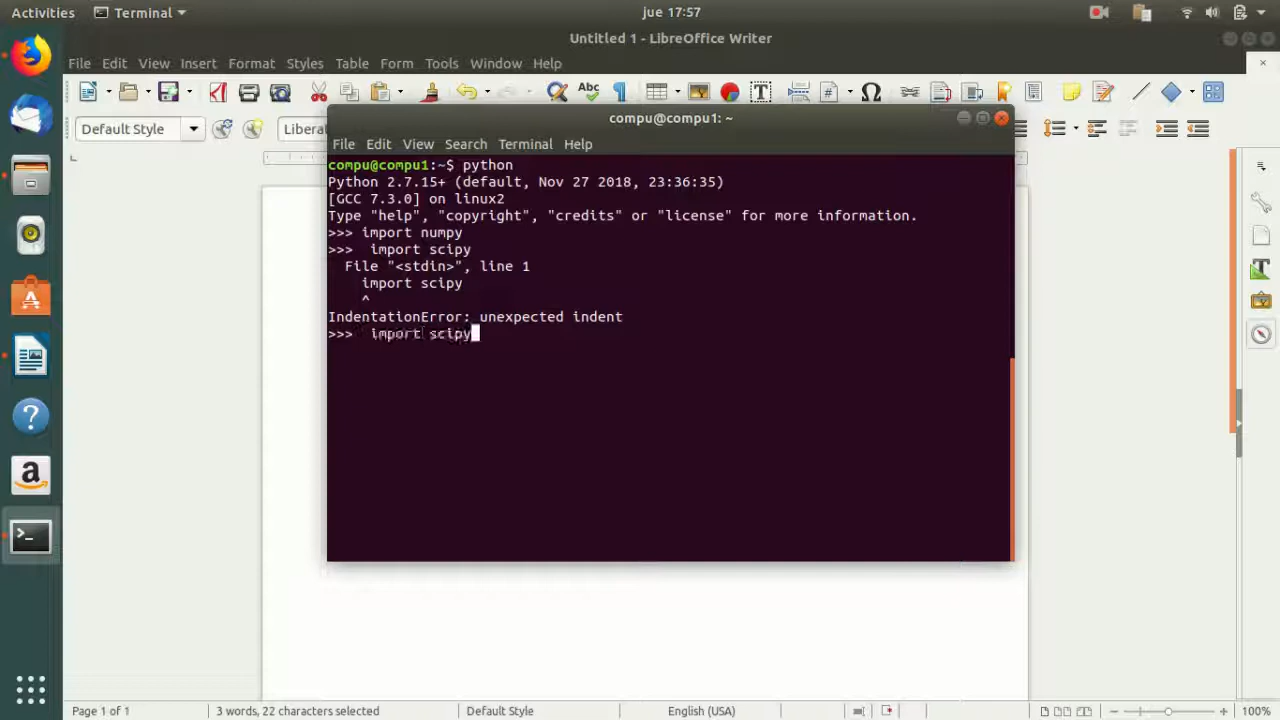 Activities Terminal jue 17:57
Untitled 1 - LibreOffice Writer
File Edit View Insert Format Styles Table Form Tools Window Help
Abc
Default Style Libera
compu@compu1: ~
File Edit View Search Terminal Help
compu@compu1:~$ python
Python 2.7.15+ (default, Nov 27 2018, 23:36:35)
[GCC 7.3.0] on linux2
Type "help", "copyright", "credits" or "license" for more information.
>>> import numpy
>>>  import scipy
  File "<stdin>", line 1
    import scipy
    ^
IndentationError: unexpected indent
>>>  import scipy
Page 1 of 1 3 words, 22 characters selected Default Style English (USA) 100%